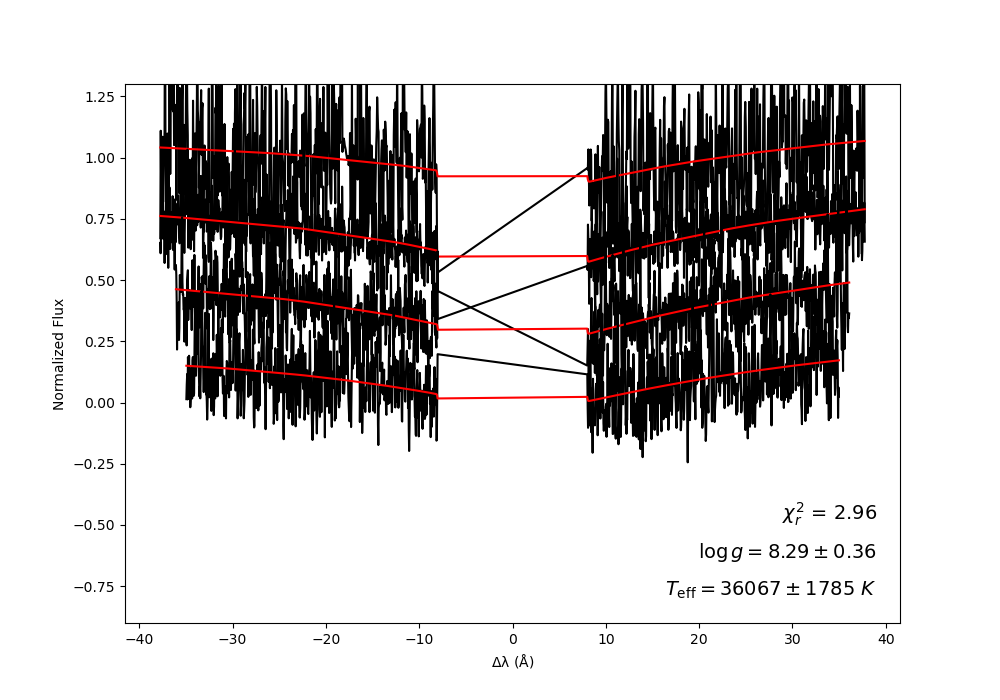 1.25
1.00
0.75
0.50
0.25
0.00
−0.25
−0.50
−0.75
Normalized Flux
χ_r^2 = 2.96
log g = 8.29 ± 0.36
T_eff = 36067 ± 1785 K
−40 −30 −20 −10 0 10 20 30 40
Δλ (Å)